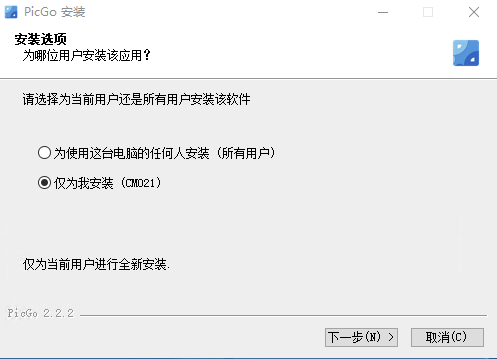 PicGo 安装
安装选项
为哪位用户安装该应用？
请选择为当前用户还是所有用户安装该软件
为使用这台电脑的任何人安装（所有用户）
仅为我安装（CMO21）
仅为当前用户进行全新安装.
PicGo 2.2.2
下一步(N) > 取消(C)